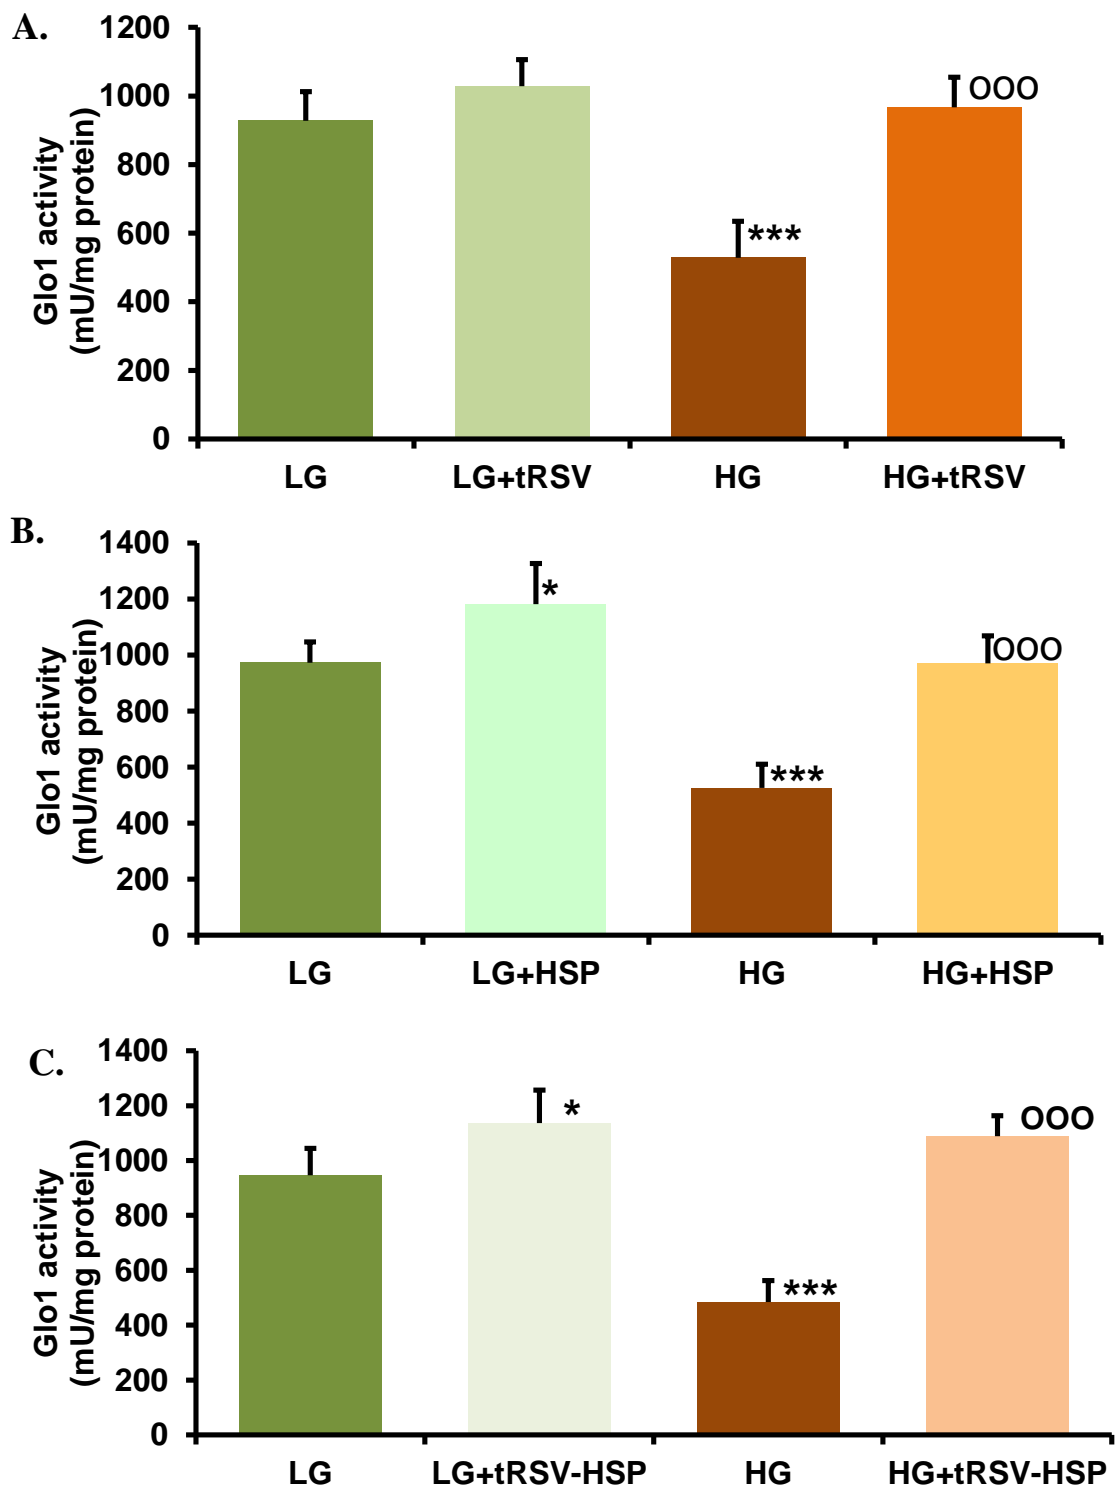 A.
Glo1 activity
(mU/mg protein)
1200
1000
800
600
400
200
0
***
ooo
LG LG+tRSV HG HG+tRSV
B.
Glo1 activity
(mU/mg protein)
1400
1200
1000
800
600
400
200
0
*
***
ooo
LG LG+HSP HG HG+HSP
C.
Glo1 activity
(mU/mg protein)
1400
1200
1000
800
600
400
200
0
*
***
ooo
LG LG+tRSV-HSP HG HG+tRSV-HSP